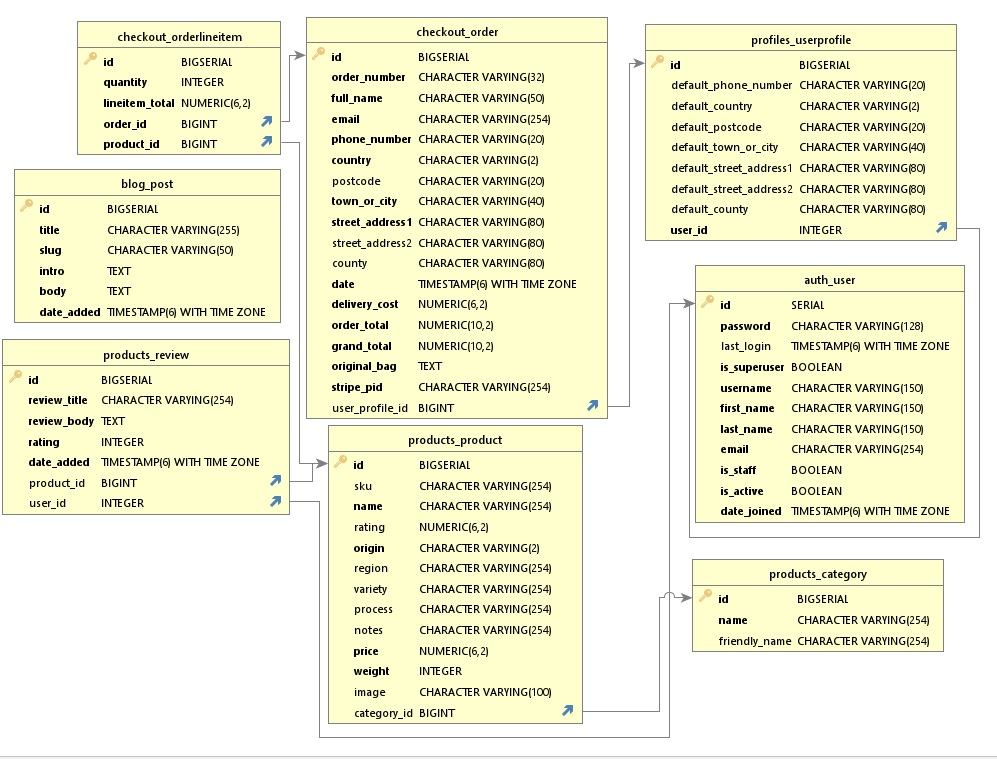 checkout_orderlineitem
id BIGSERIAL
quantity INTEGER
lineitem_total NUMERIC(6,2)
order_id BIGINT
product_id BIGINT
blog_post
id BIGSERIAL
title CHARACTER VARYING(255)
slug CHARACTER VARYING(50)
intro TEXT
body TEXT
date_added TIMESTAMP(6) WITH TIME ZONE
products_review
id BIGSERIAL
review_title CHARACTER VARYING(254)
review_body TEXT
rating INTEGER
date_added TIMESTAMP(6) WITH TIME ZONE
product_id BIGINT
user_id INTEGER
checkout_order
id BIGSERIAL
order_number CHARACTER VARYING(32)
full_name CHARACTER VARYING(50)
email CHARACTER VARYING(254)
phone_number CHARACTER VARYING(20)
country CHARACTER VARYING(2)
postcode CHARACTER VARYING(20)
town_or_city CHARACTER VARYING(40)
street_address1 CHARACTER VARYING(80)
street_address2 CHARACTER VARYING(80)
county CHARACTER VARYING(80)
date TIMESTAMP(6) WITH TIME ZONE
delivery_cost NUMERIC(6,2)
order_total NUMERIC(10,2)
grand_total NUMERIC(10,2)
original_bag TEXT
stripe_pid CHARACTER VARYING(254)
user_profile_id BIGINT
products_product
id BIGSERIAL
sku CHARACTER VARYING(254)
name CHARACTER VARYING(254)
rating NUMERIC(6,2)
origin CHARACTER VARYING(2)
region CHARACTER VARYING(254)
variety CHARACTER VARYING(254)
process CHARACTER VARYING(254)
notes CHARACTER VARYING(254)
price NUMERIC(6,2)
weight INTEGER
image CHARACTER VARYING(100)
category_id BIGINT
profiles_userprofile
id BIGSERIAL
default_phone_number CHARACTER VARYING(20)
default_country CHARACTER VARYING(2)
default_postcode CHARACTER VARYING(20)
default_town_or_city CHARACTER VARYING(40)
default_street_address1 CHARACTER VARYING(80)
default_street_address2 CHARACTER VARYING(80)
default_county CHARACTER VARYING(80)
user_id INTEGER
auth_user
id SERIAL
password CHARACTER VARYING(128)
last_login TIMESTAMP(6) WITH TIME ZONE
is_superuser BOOLEAN
username CHARACTER VARYING(150)
first_name CHARACTER VARYING(150)
last_name CHARACTER VARYING(150)
email CHARACTER VARYING(254)
is_staff BOOLEAN
is_active BOOLEAN
date_joined TIMESTAMP(6) WITH TIME ZONE
products_category
id BIGSERIAL
name CHARACTER VARYING(254)
friendly_name CHARACTER VARYING(254)